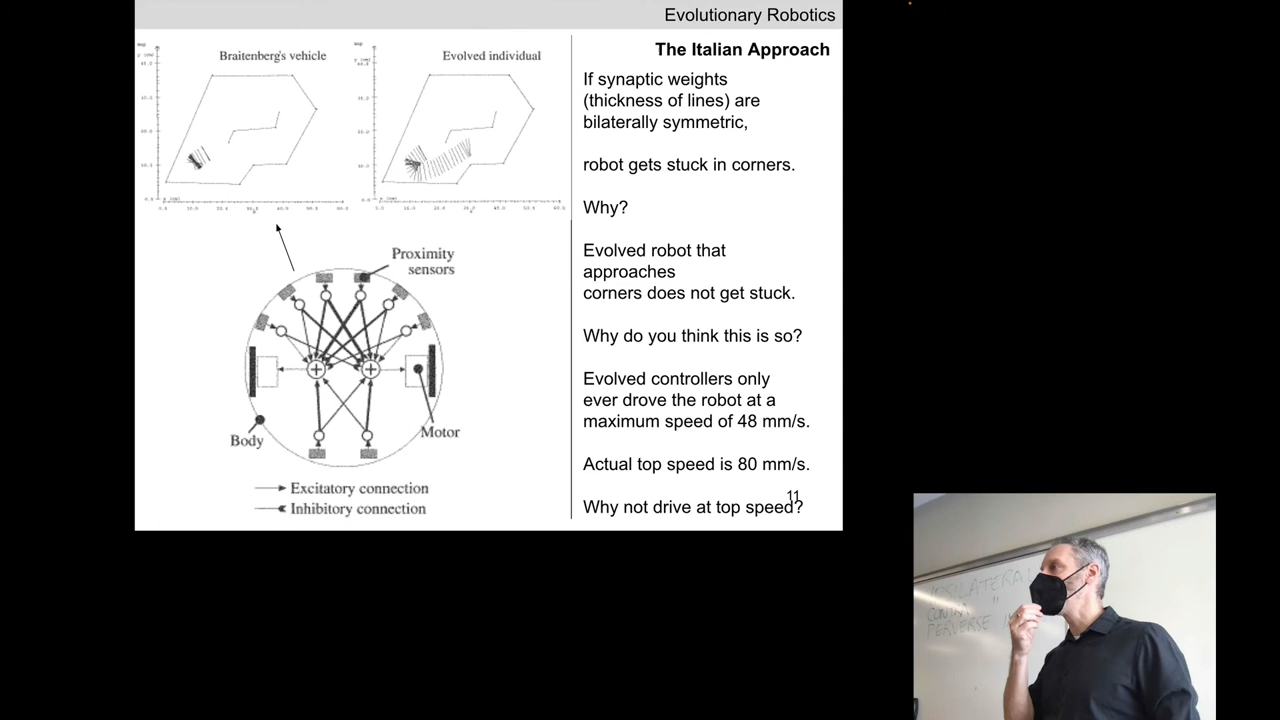 Evolutionary Robotics
The Italian Approach
Braitenberg's vehicle
Evolved individual
If synaptic weights
(thickness of lines) are
bilaterally symmetric,
robot gets stuck in corners.
Why?
Evolved robot that
approaches
corners does not get stuck.
Why do you think this is so?
Evolved controllers only
ever drove the robot at a
maximum speed of 48 mm/s.
Actual top speed is 80 mm/s.
Why not drive at top speed?
11
Proximity
sensors
Body
Motor
Excitatory connection
Inhibitory connection
IPSILATERAL
CONTRA "
PERVERSE